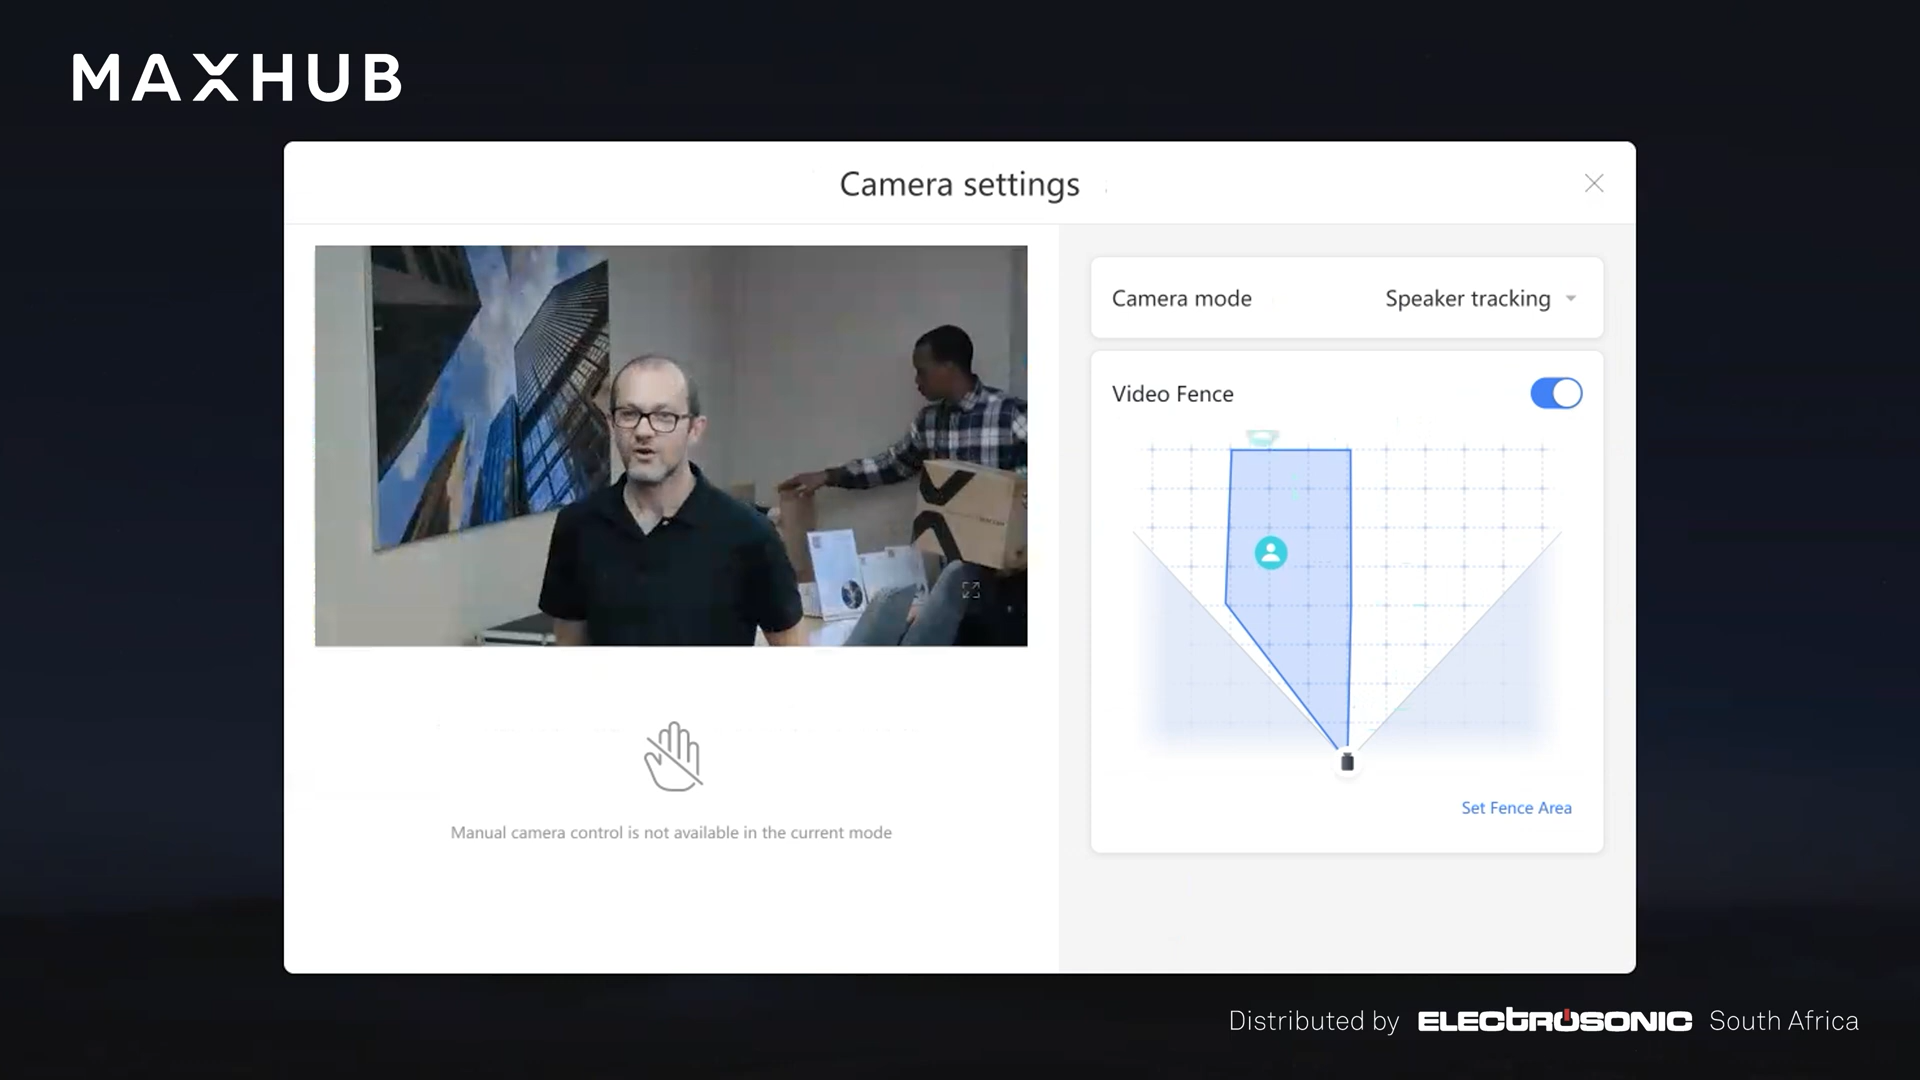 MAXHUB
Camera settings
Camera mode
Speaker tracking
Video Fence
Set Fence Area
Manual camera control is not available in the current mode
Distributed by ELECTROSONIC South Africa